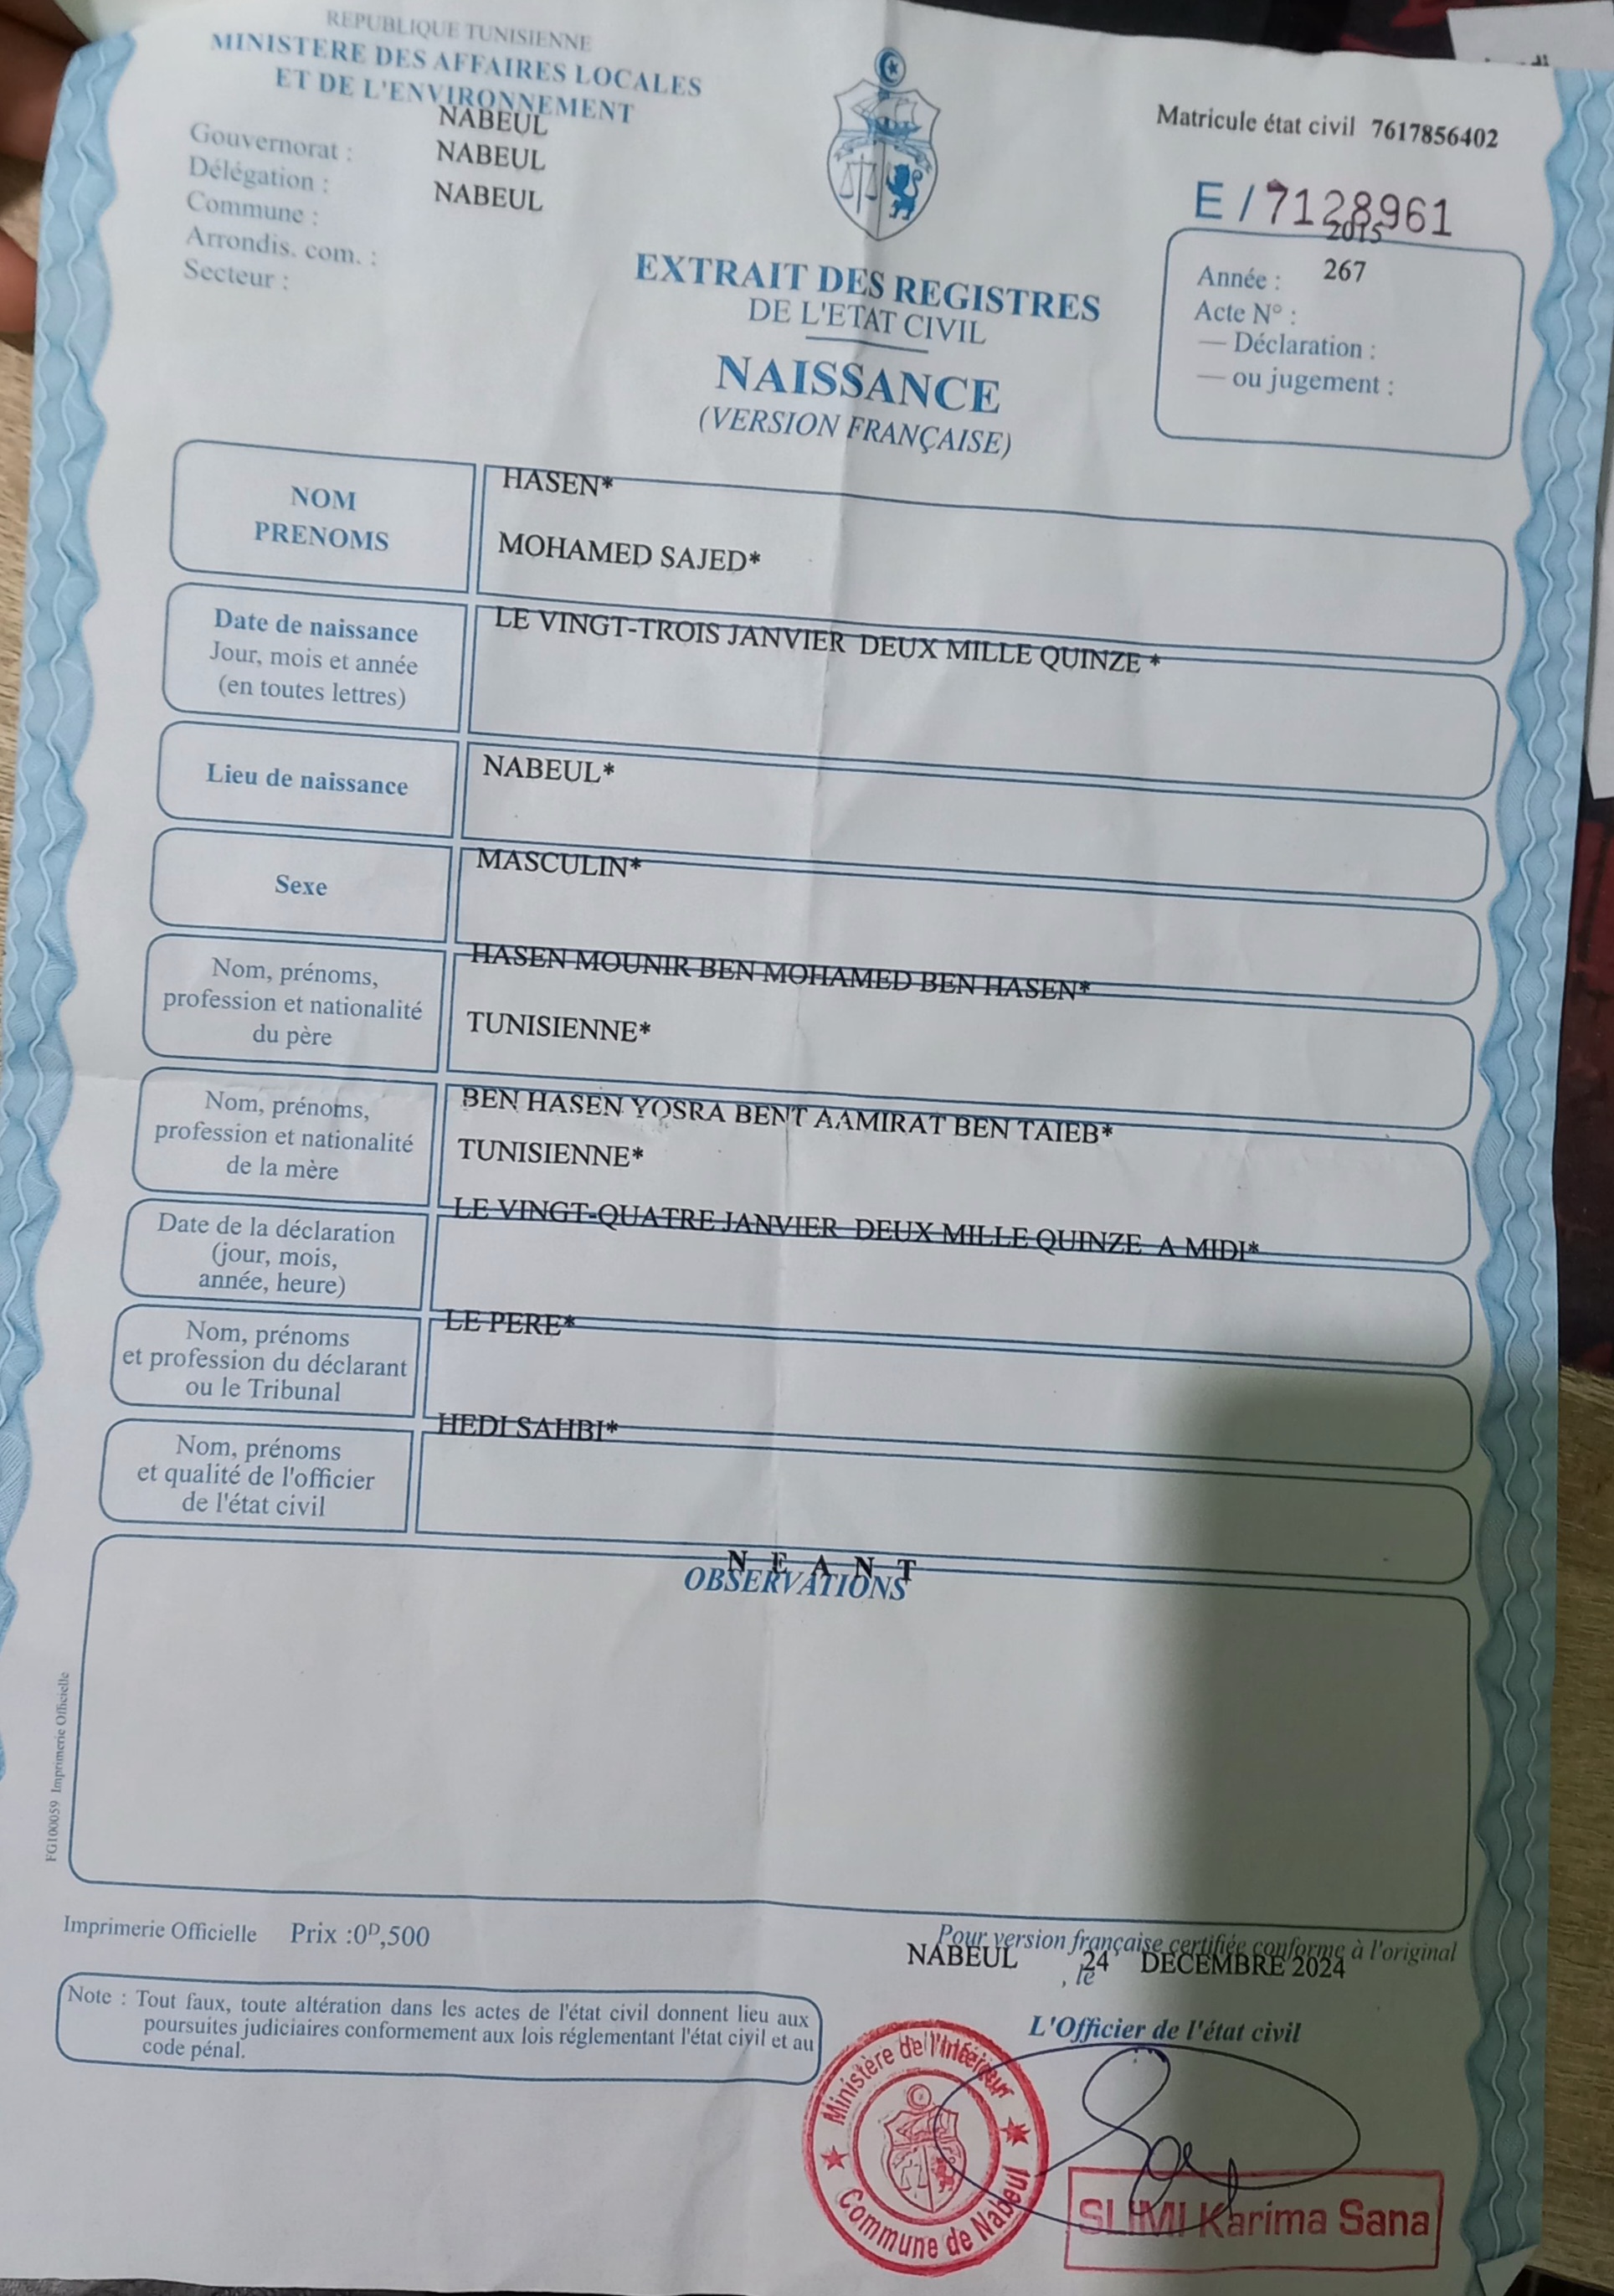 REPUBLIQUE TUNISIENNE
MINISTERE DES AFFAIRES LOCALES
ET DE L'ENVIRONNEMENT
NABEUL
Gouvernorat :
NABEUL
Délégation :
NABEUL
Commune :
Arrondis. com. :
Secteur :
Matricule état civil 7617856402
E / 7128961
2015
Année : 267
Acte N° :
— Déclaration :
— ou jugement :
EXTRAIT DES REGISTRES
DE L'ETAT CIVIL
NAISSANCE
(VERSION FRANÇAISE)
NOM
PRENOMS
HASEN*
MOHAMED SAJED*
Date de naissance
Jour, mois et année
(en toutes lettres)
LE VINGT-TROIS JANVIER DEUX MILLE QUINZE *
Lieu de naissance
NABEUL*
Sexe
MASCULIN*
Nom, prénoms,
profession et nationalité
du père
HASEN MOUNIR BEN MOHAMED BEN HASEN*
TUNISIENNE*
Nom, prénoms,
profession et nationalité
de la mère
BEN HASEN YOSRA BENT AAMIRAT BEN TAIEB*
TUNISIENNE*
Date de la déclaration
(jour, mois,
année, heure)
LE VINGT-QUATRE JANVIER DEUX MILLE QUINZE A MIDI*
Nom, prénoms
et profession du déclarant
ou le Tribunal
LE PERE*
Nom, prénoms
et qualité de l'officier
de l'état civil
HEDI SAHBI*
N E A N T
OBSERVATIONS
FG100059 Imprimerie Officielle
Imprimerie Officielle Prix :0D,500
Pour version française certifiée conforme à l'original
NABEUL , le 24 DECEMBRE 2024
Note : Tout faux, toute altération dans les actes de l'état civil donnent lieu aux
poursuites judiciaires conformement aux lois réglementant l'état civil et au
code pénal.
L'Officier de l'état civil
Ministère de l'Intérieur
Commune de Nabeul
SLIMI Karima Sana